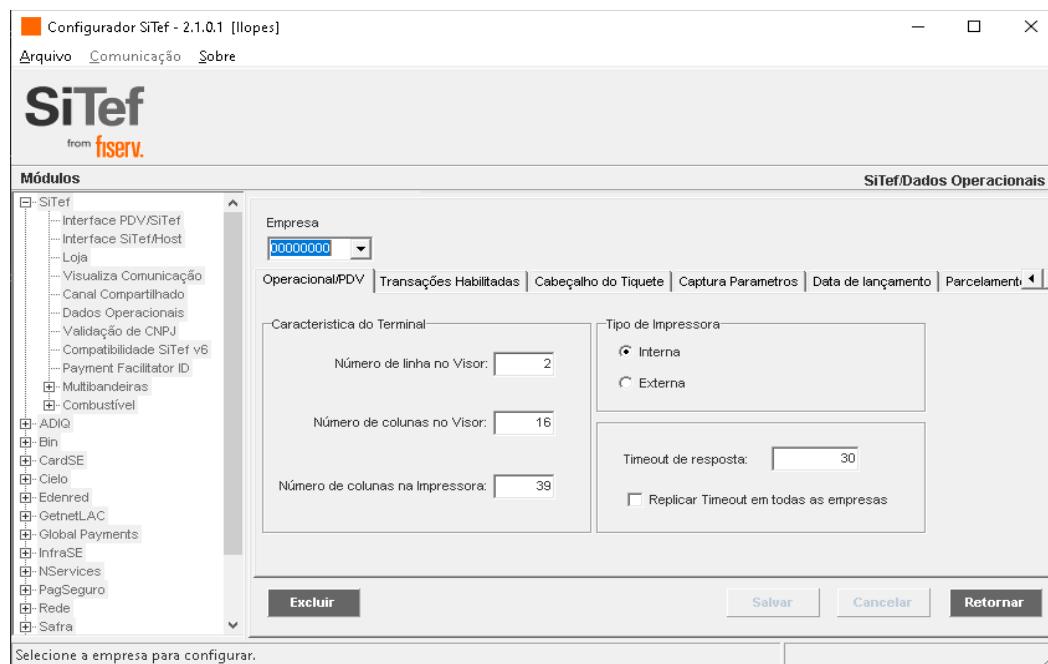 Configurador SiTef - 2.1.0.1 [llopes]
Arquivo Comunicação Sobre
SiTef
from fiserv.
Módulos
SiTef/Dados Operacionais
SiTef
Interface PDV/SiTef
Interface SiTef/Host
Loja
Visualiza Comunicação
Canal Compartilhado
Dados Operacionais
Validação de CNPJ
Compatibilidade SiTef v6
Payment Facilitator ID
Multibandeiras
Combustível
ADIQ
Bin
CardSE
Cielo
Edenred
GetnetLAC
Global Payments
InfraSE
NServices
PagSeguro
Rede
Safra
Empresa
00000000
Operacional/PDV Transações Habilitadas Cabeçalho do Tiquete Captura Parametros Data de lançamento Parcelament
Caracteristica do Terminal
Número de linha no Visor: 2
Número de colunas no Visor: 16
Número de colunas na Impressora: 39
Tipo de Impressora
Interna
Externa
Timeout de resposta: 30
Replicar Timeout em todas as empresas
Excluir Salvar Cancelar Retornar
Selecione a empresa para configurar.